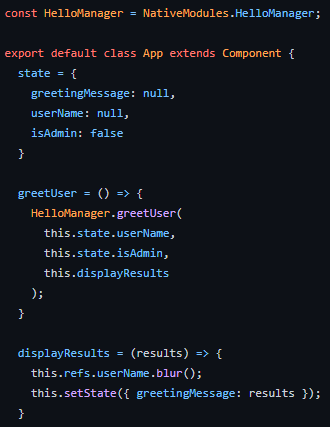 const HelloManager = NativeModules.HelloManager;
export default class App extends Component {
state = {
greetingMessage: null,
userName: null,
isAdmin: false
}
greetUser = () => {
HelloManager.greetUser(
this.state.userName,
this.state.isAdmin,
this.displayResults
);
}
displayResults = (results) => {
this.refs.userName.blur();
this.setState({ greetingMessage: results });
}